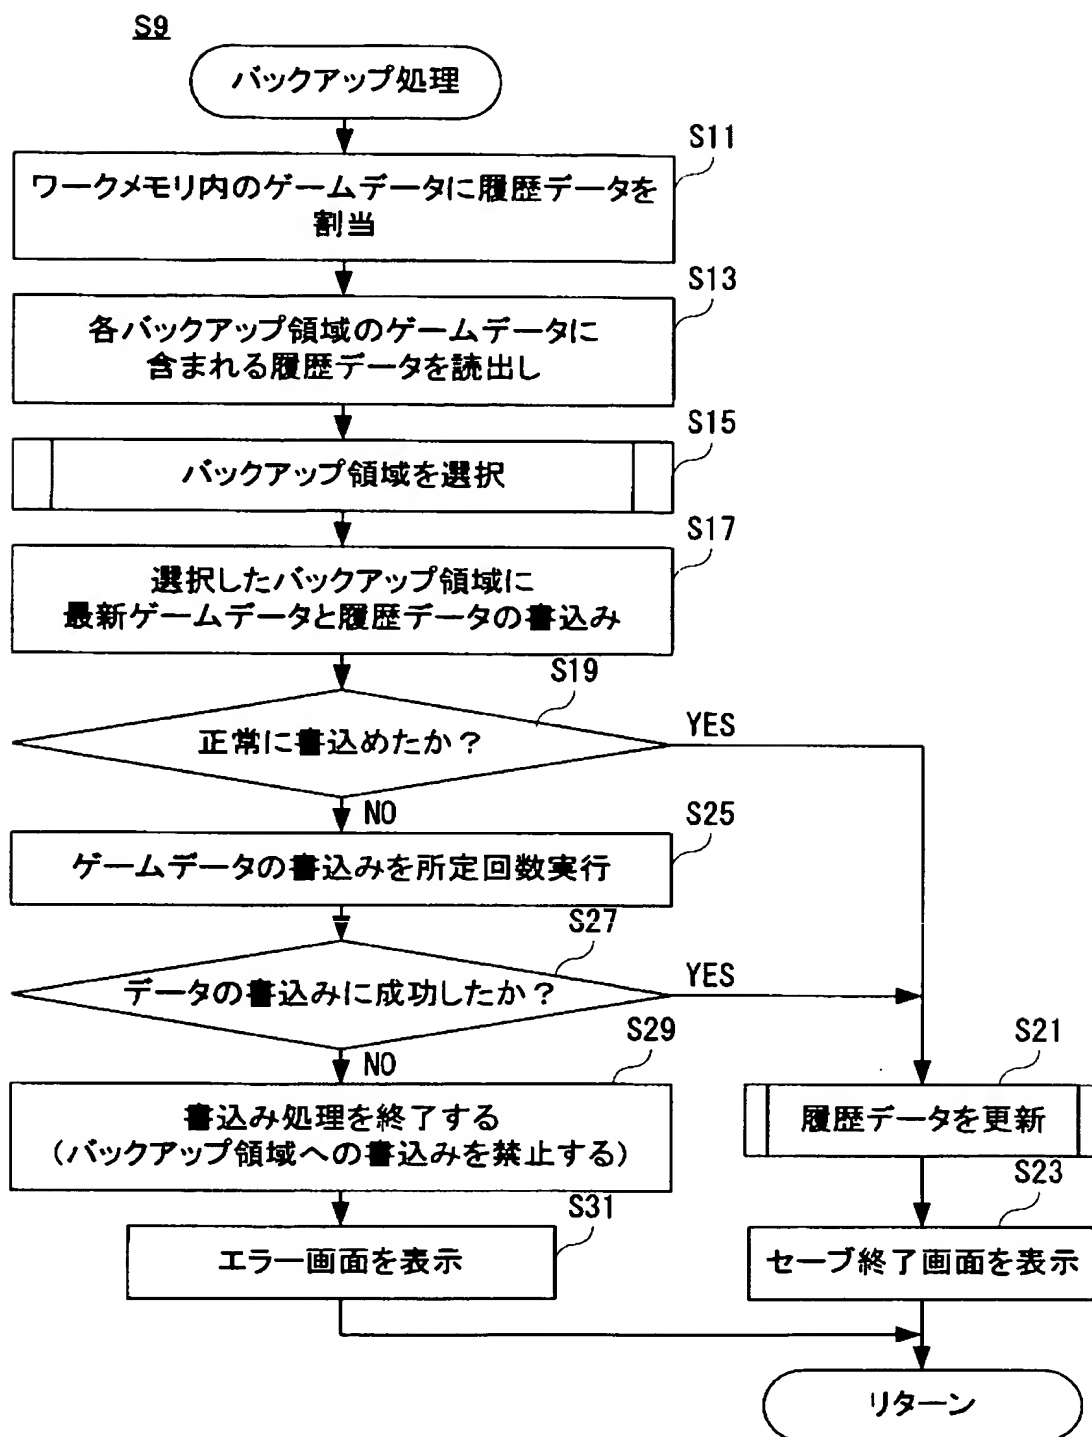 S9
バックアップ処理
S11
ワークメモリ内のゲームデータに履歴データを
割当
S13
各バックアップ領域のゲームデータに
含まれる履歴データを読出し
S15
バックアップ領域を選択
S17
選択したバックアップ領域に
最新ゲームデータと履歴データの書込み
S19
正常に書込めたか?
YES
NO
S25
ゲームデータの書込みを所定回数実行
S27
データの書込みに成功したか?
YES
NO
S29
書込み処理を終了する
(バックアップ領域への書込みを禁止する)
S21
履歴データを更新
S31
エラー画面を表示
S23
セーブ終了画面を表示
リターン